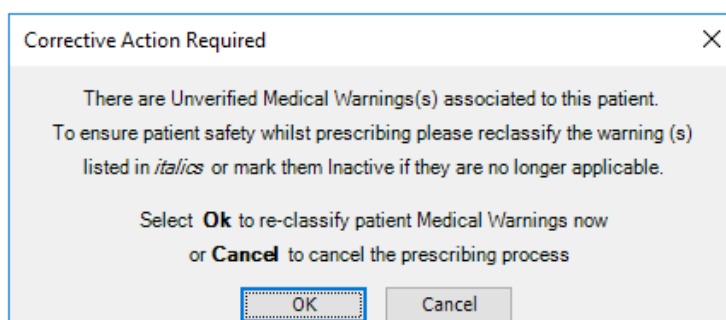 Corrective Action Required
There are Unverified Medical Warnings(s) associated to this patient.
To ensure patient safety whilst prescribing please reclassify the warning (s)
listed in italics or mark them Inactive if they are no longer applicable.
Select Ok to re-classify patient Medical Warnings now
or Cancel to cancel the prescribing process
OK
Cancel